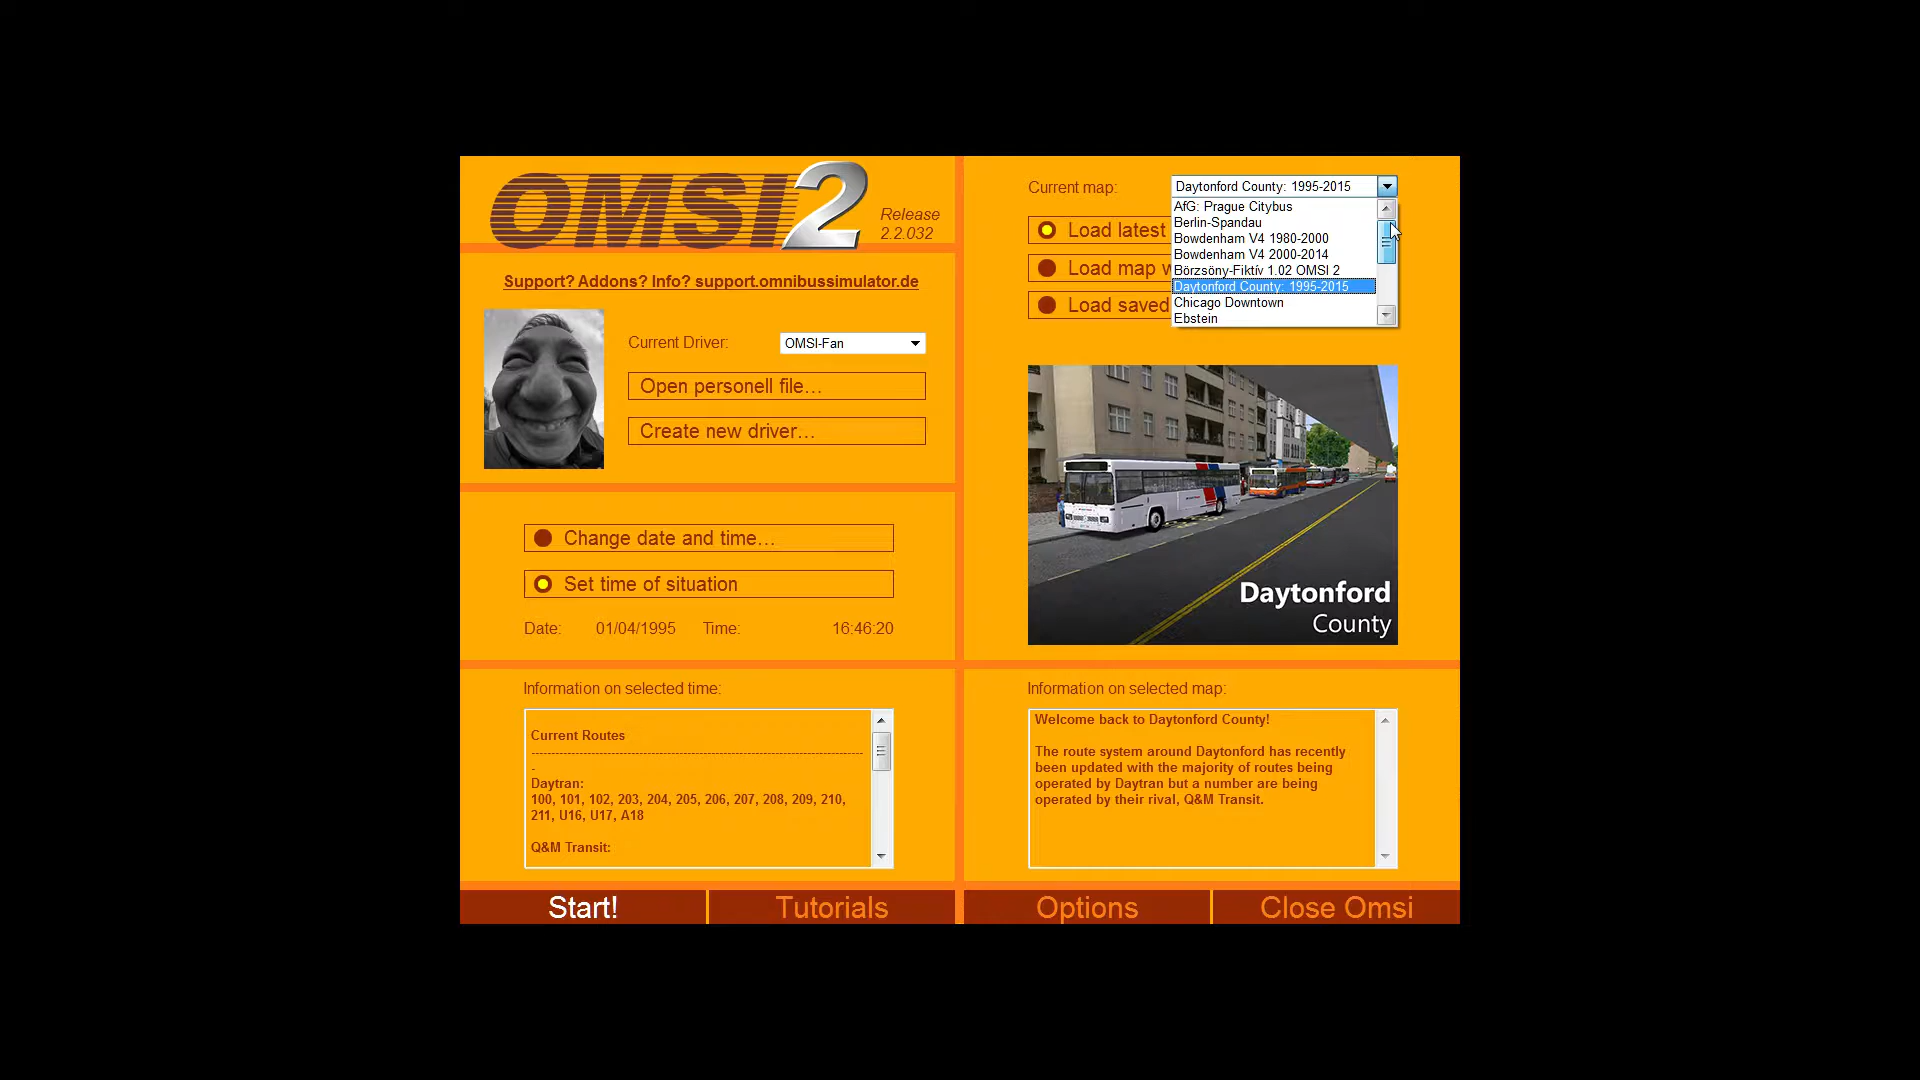 OMSI 2
Release
2.2.032
Support? Addons? Info? support.omnibussimulator.de
Current Driver:
OMSI-Fan
Open personell file...
Create new driver...
Change date and time...
Set time of situation
Date:
01/04/1995
Time:
16:46:20
Information on selected time:
Current Routes
--------------------------------------------------------------------------------
-
Daytran:
100, 101, 102, 203, 204, 205, 206, 207, 208, 209, 210,
211, U16, U17, A18
Q&M Transit:
Current map:
Daytonford County: 1995-2015
AfG: Prague Citybus
Berlin-Spandau
Bowdenham V4 1980-2000
Bowdenham V4 2000-2014
Börzsöny-Fiktív 1.02 OMSI 2
Daytonford County: 1995-2015
Chicago Downtown
Ebstein
Load latest
Load map w
Load saved
Daytonford
County
Information on selected map:
Welcome back to Daytonford County!
The route system around Daytonford has recently
been updated with the majority of routes being
operated by Daytran but a number are being
operated by their rival, Q&M Transit.
Start!
Tutorials
Options
Close Omsi